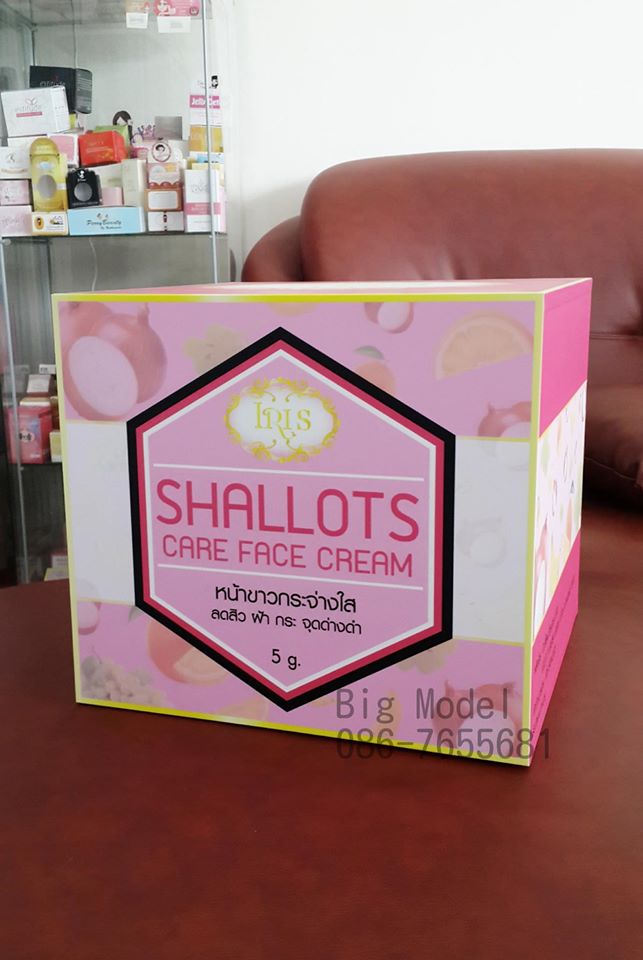 IRIS
SHALLOTS
CARE FACE CREAM
หน้าขาวกระจ่างใส
ลดสิว ฝ้า กระ จุดด่างดำ
5 g.
Big Model
086-7655681